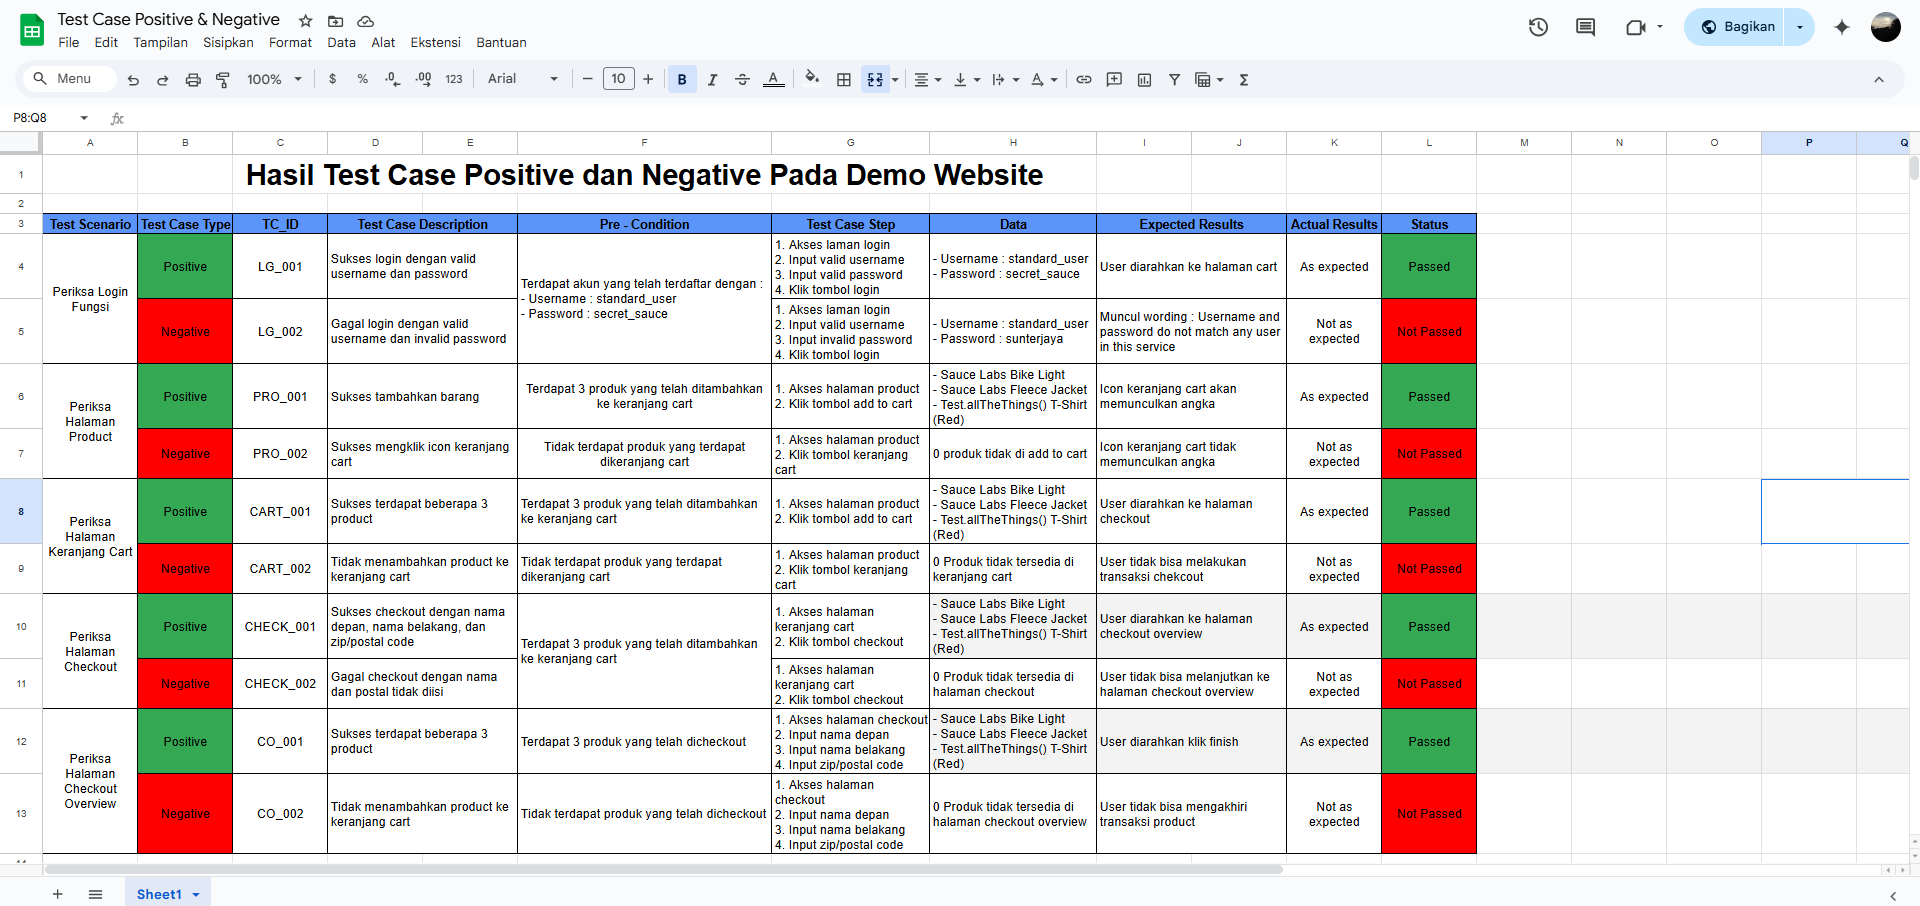 Test Case Positive & Negative
File Edit Tampilan Sisipkan Format Data Alat Ekstensi Bantuan
Bagikan
Menu 100% $ % .0 .00 123 Arial 10 B I A Σ
P8:Q8 fx
A B C D E F G H I J K L M N O P Q
1 Hasil Test Case Positive dan Negative Pada Demo Website
2
3 Test Scenario Test Case Type TC_ID Test Case Description Pre - Condition Test Case Step Data Expected Results Actual Results Status
Periksa Login
Fungsi
4
Positive
LG_001
Sukses login dengan valid
username dan password
Terdapat akun yang telah terdaftar dengan :
- Username : standard_user
- Password : secret_sauce
1. Akses laman login
2. Input valid username
3. Input valid password
4. Klik tombol login
- Username : standard_user
- Password : secret_sauce
User diarahkan ke halaman cart
As expected
Passed
5
Negative
LG_002
Gagal login dengan valid
username dan invalid password
1. Akses laman login
2. Input valid username
3. Input invalid password
4. Klik tombol login
- Username : standard_user
- Password : sunterjaya
Muncul wording : Username and
password do not match any user
in this service
Not as
expected
Not Passed
Periksa
Halaman
Product
6
Positive
PRO_001
Sukses tambahkan barang
Terdapat 3 produk yang telah ditambahkan
ke keranjang cart
1. Akses halaman product
2. Klik tombol add to cart
- Sauce Labs Bike Light
- Sauce Labs Fleece Jacket
- Test.allTheThings() T-Shirt
(Red)
Icon keranjang cart akan
memunculkan angka
As expected
Passed
7
Negative
PRO_002
Sukses mengklik icon keranjang
cart
Tidak terdapat produk yang terdapat
dikeranjang cart
1. Akses halaman product
2. Klik tombol keranjang
cart
0 produk tidak di add to cart
Icon keranjang cart tidak
memunculkan angka
Not as
expected
Not Passed
Periksa
Halaman
Keranjang Cart
8
Positive
CART_001
Sukses terdapat beberapa 3
product
Terdapat 3 produk yang telah ditambahkan
ke keranjang cart
1. Akses halaman product
2. Klik tombol add to cart
- Sauce Labs Bike Light
- Sauce Labs Fleece Jacket
- Test.allTheThings() T-Shirt
(Red)
User diarahkan ke halaman
checkout
As expected
Passed
9
Negative
CART_002
Tidak menambahkan product ke
keranjang cart
Tidak terdapat produk yang terdapat
dikeranjang cart
1. Akses halaman product
2. Klik tombol keranjang
cart
0 Produk tidak tersedia di
keranjang cart
User tidak bisa melakukan
transaksi chekcout
Not as
expected
Not Passed
Periksa
Halaman
Checkout
10
Positive
CHECK_001
Sukses checkout dengan nama
depan, nama belakang, dan
zip/postal code
Terdapat 3 produk yang telah ditambahkan
ke keranjang cart
1. Akses halaman
keranjang cart
2. Klik tombol checkout
- Sauce Labs Bike Light
- Sauce Labs Fleece Jacket
- Test.allTheThings() T-Shirt
(Red)
User diarahkan ke halaman
checkout overview
As expected
Passed
11
Negative
CHECK_002
Gagal checkout dengan nama
dan postal tidak diisi
1. Akses halaman
keranjang cart
2. Klik tombol checkout
0 Produk tidak tersedia di
halaman checkout
User tidak bisa melanjutkan ke
halaman checkout overview
Not as
expected
Not Passed
Periksa
Halaman
Checkout
Overview
12
Positive
CO_001
Sukses terdapat beberapa 3
product
Terdapat 3 produk yang telah dicheckout
1. Akses halaman checkout
2. Input nama depan
3. Input nama belakang
4. Input zip/postal code
- Sauce Labs Bike Light
- Sauce Labs Fleece Jacket
- Test.allTheThings() T-Shirt
(Red)
User diarahkan klik finish
As expected
Passed
13
Negative
CO_002
Tidak menambahkan product ke
keranjang cart
Tidak terdapat produk yang telah dicheckout
1. Akses halaman
checkout
2. Input nama depan
3. Input nama belakang
4. Input zip/postal code
0 Produk tidak tersedia di
halaman checkout overview
User tidak bisa mengakhiri
transaksi product
Not as
expected
Not Passed
Sheet1